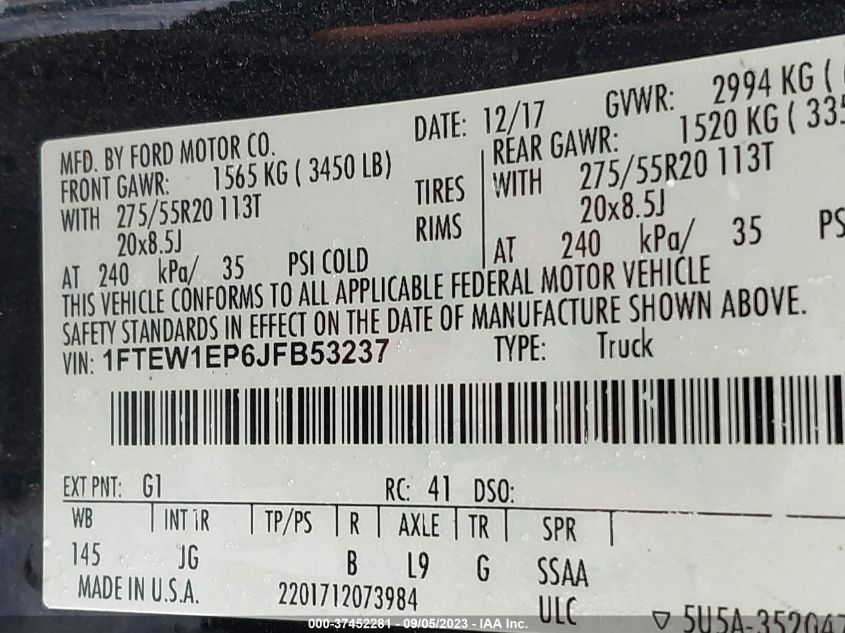 MFD. BY FORD MOTOR CO.
DATE: 12/17
GVWR: 2994 KG (
FRONT GAWR: 1565 KG ( 3450 LB)
REAR GAWR: 1520 KG ( 335
WITH 275/55R20 113T
TIRES
WITH 275/55R20 113T
20x8.5J
RIMS
20x8.5J
AT 240 kPa/ 35 PSI COLD
AT 240 kPa/ 35 PS
THIS VEHICLE CONFORMS TO ALL APPLICABLE FEDERAL MOTOR VEHICLE
SAFETY STANDARDS IN EFFECT ON THE DATE OF MANUFACTURE SHOWN ABOVE.
VIN: 1FTEW1EP6JFB53237
TYPE: Truck
EXT PNT: G1
RC: 41 DSO:
WB INT TR TP/PS R AXLE TR SPR
145 JG B L9 G SSAA
MADE IN U.S.A.
2201712073984
ULC
5U5A-352047
000-37452281 - 09/05/2023 - IAA Inc.